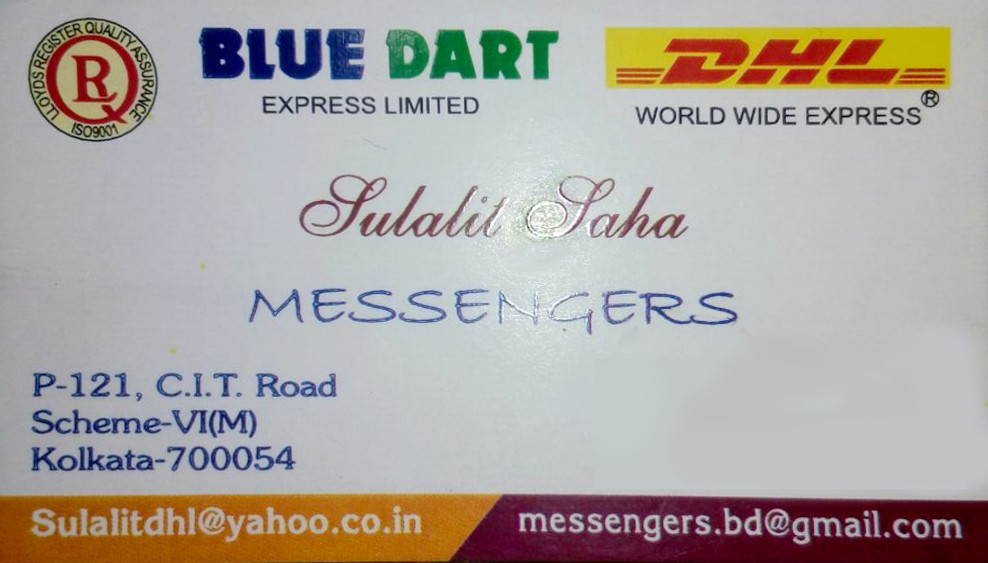 LLOYDS REGISTER QUALITY ASSURANCE
LRQ
ISO9001
BLUE DART
EXPRESS LIMITED
DHL
WORLD WIDE EXPRESS®
Sulalit Saha
MESSENGERS
P-121, C.I.T. Road
Scheme-VI(M)
Kolkata-700054
Sulalitdhl@yahoo.co.in
messengers.bd@gmail.com